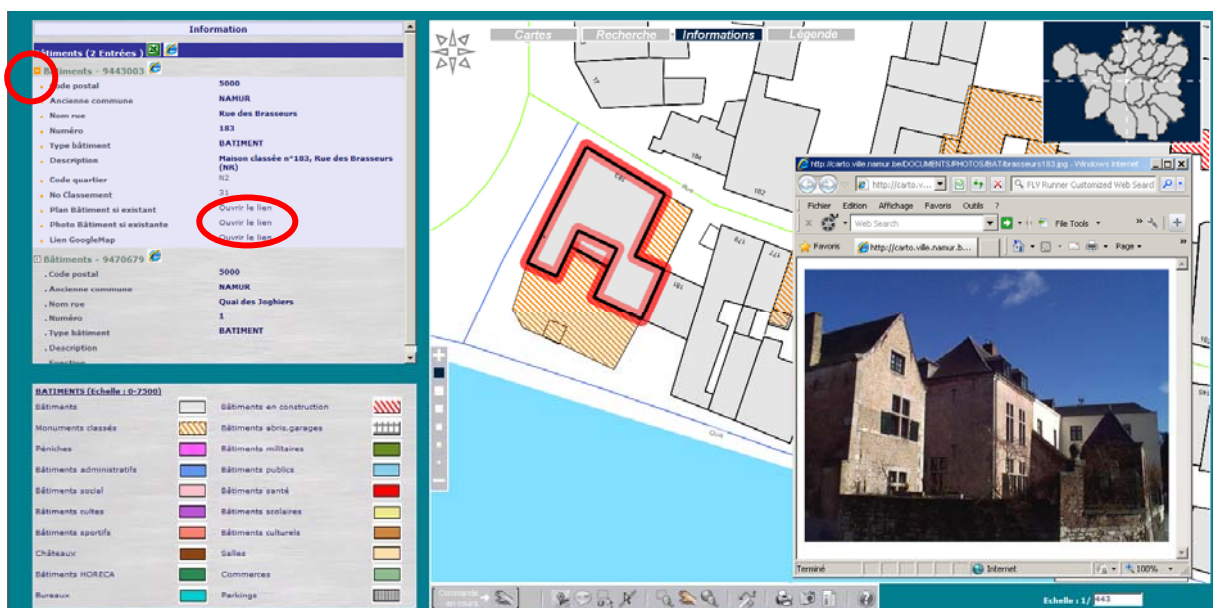 Information
Bâtiments (2 Entrées )
Bâtiments - 9443003
Code postal 5000
Ancienne commune NAMUR
Nom rue Rue des Brasseurs
Numéro 183
Type bâtiment BATIMENT
Description Maison classée n°183, Rue des Brasseurs (NR)
Code quartier N2
No Classement 31
Plan Bâtiment si existant Ouvrir le lien
Photo Bâtiment si existante Ouvrir le lien
Lien GoogleMap Ouvrir le lien
Bâtiments - 9470679
Code postal 5000
Ancienne commune NAMUR
Nom rue Quai des Joghiers
Numéro 1
Type bâtiment BATIMENT
Description
Fonction
BATIMENTS (Echelle : 0-7500)
Bâtiments Bâtiments en construction
Monuments classés Bâtiments abris,garages
Péniches Bâtiments militaires
Bâtiments administratifs Bâtiments publics
Bâtiments social Bâtiments santé
Bâtiments cultes Bâtiments scolaires
Bâtiments sportifs Bâtiments culturels
Châteaux Salles
Bâtiments HORECA Commerces
Bureaux Parkings
Cartes Recherche Informations Légende
17
184
183
182
Rue
179
177
181
Quai
http://carto.ville.namur.be/DOCUMENTS/PHOTOS/BAT/brasseurs183.jpg - Windows Internet
http://carto.v... FLV Runner Customized Web Search
Fichier Edition Affichage Favoris Outils ?
Web Search File Tools
Favoris http://carto.ville.namur.b... Page
Terminé Internet 100%
Commande en cours
Echelle : 1/ 443